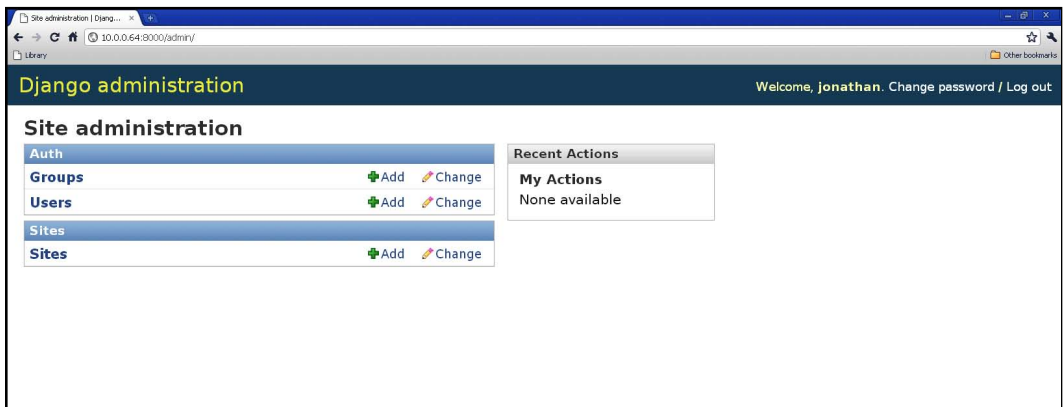 Site administration | Djang...
10.0.0.64:8000/admin/
Library
Other bookmarks
Django administration
Welcome, jonathan. Change password / Log out
Site administration
Auth
Groups Add Change
Users Add Change
Sites
Sites Add Change
Recent Actions
My Actions
None available